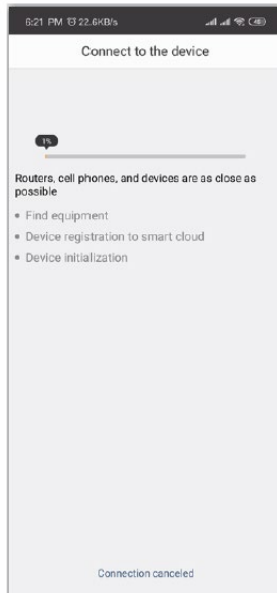 6:21 PM 22.6KB/s 48
Connect to the device
1%
Routers, cell phones, and devices are as close as
possible
Find equipment
Device registration to smart cloud
Device initialization
Connection canceled